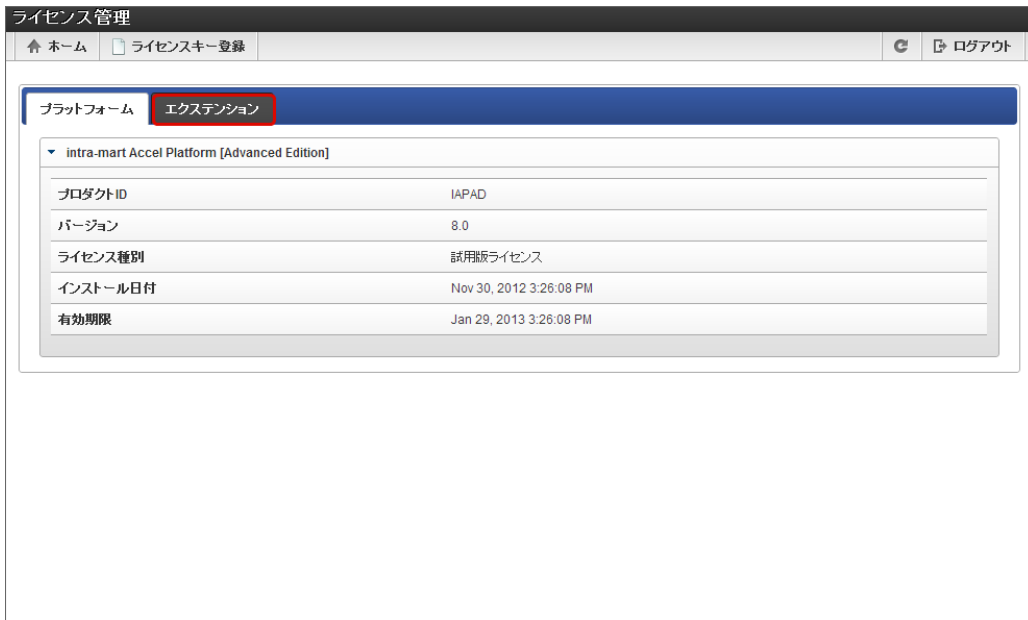 ライセンス管理
ホーム ライセンスキー登録 ログアウト
プラットフォーム エクステンション
intra-mart Accel Platform [Advanced Edition]
プロダクトID IAPAD
バージョン 8.0
ライセンス種別 試用版ライセンス
インストール日付 Nov 30, 2012 3:26:08 PM
有効期限 Jan 29, 2013 3:26:08 PM